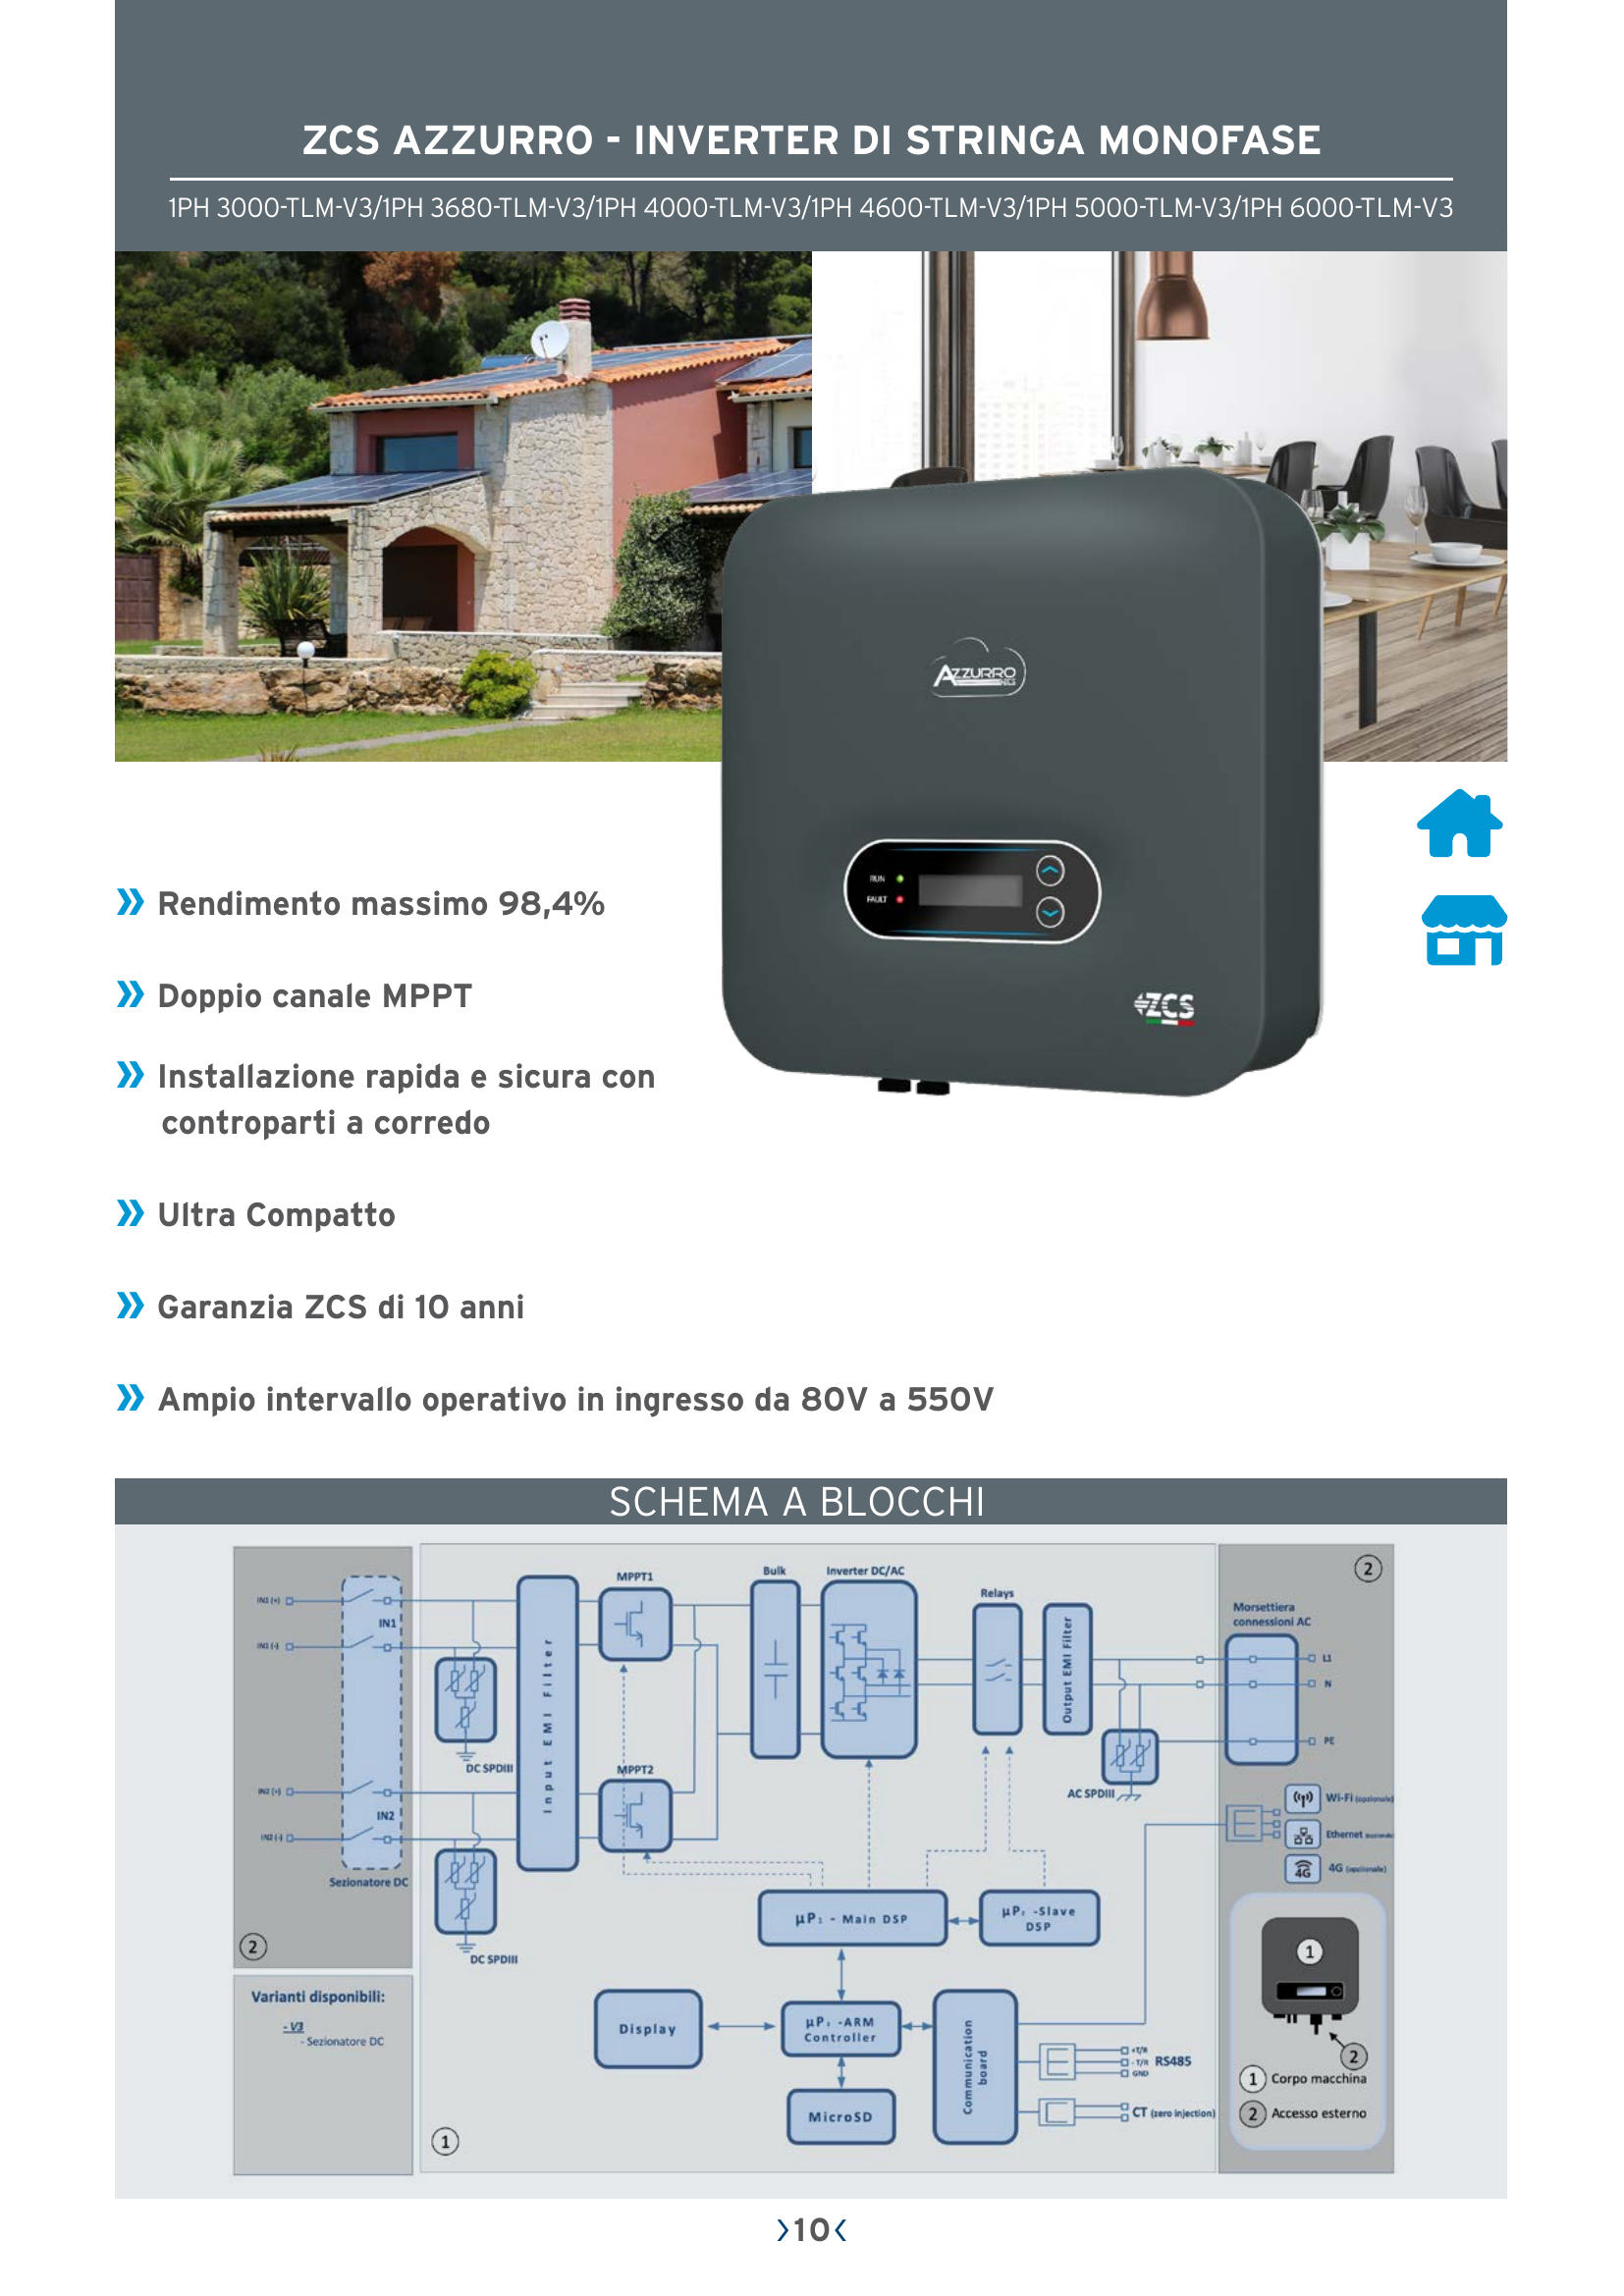 ZCS AZZURRO - INVERTER DI STRINGA MONOFASE
1PH 3000-TLM-V3/1PH 3680-TLM-V3/1PH 4000-TLM-V3/1PH 4600-TLM-V3/1PH 5000-TLM-V3/1PH 6000-TLM-V3
AZZURRO
ZCS
RUN
FAULT
ZCS
Rendimento massimo 98,4%
Doppio canale MPPT
Installazione rapida e sicura con
controparti a corredo
Ultra Compatto
Garanzia ZCS di 10 anni
Ampio intervallo operativo in ingresso da 80V a 550V
SCHEMA A BLOCCHI
IN1 (+)
IN1 (-)
IN1
IN2 (+)
IN2 (-)
IN2
Sezionatore DC
2
Varianti disponibili:
- V3
- Sezionatore DC
DC SPDIII
DC SPDIII
Input EMI Filter
MPPT1
MPPT2
Bulk
Inverter DC/AC
Relays
Output EMI Filter
AC SPDIII
µP1 - Main DSP
µP2 -Slave
DSP
Display
µP3 -ARM
Controller
MicroSD
Communication
board
+T/R
- T/R
GND
RS485
CT (zero injection)
1
2
Morsettiera
connessioni AC
L1
N
PE
Wi-Fi (opzionale)
Ethernet
4G
4G (opzionale)
1
2
1 Corpo macchina
2 Accesso esterno
10